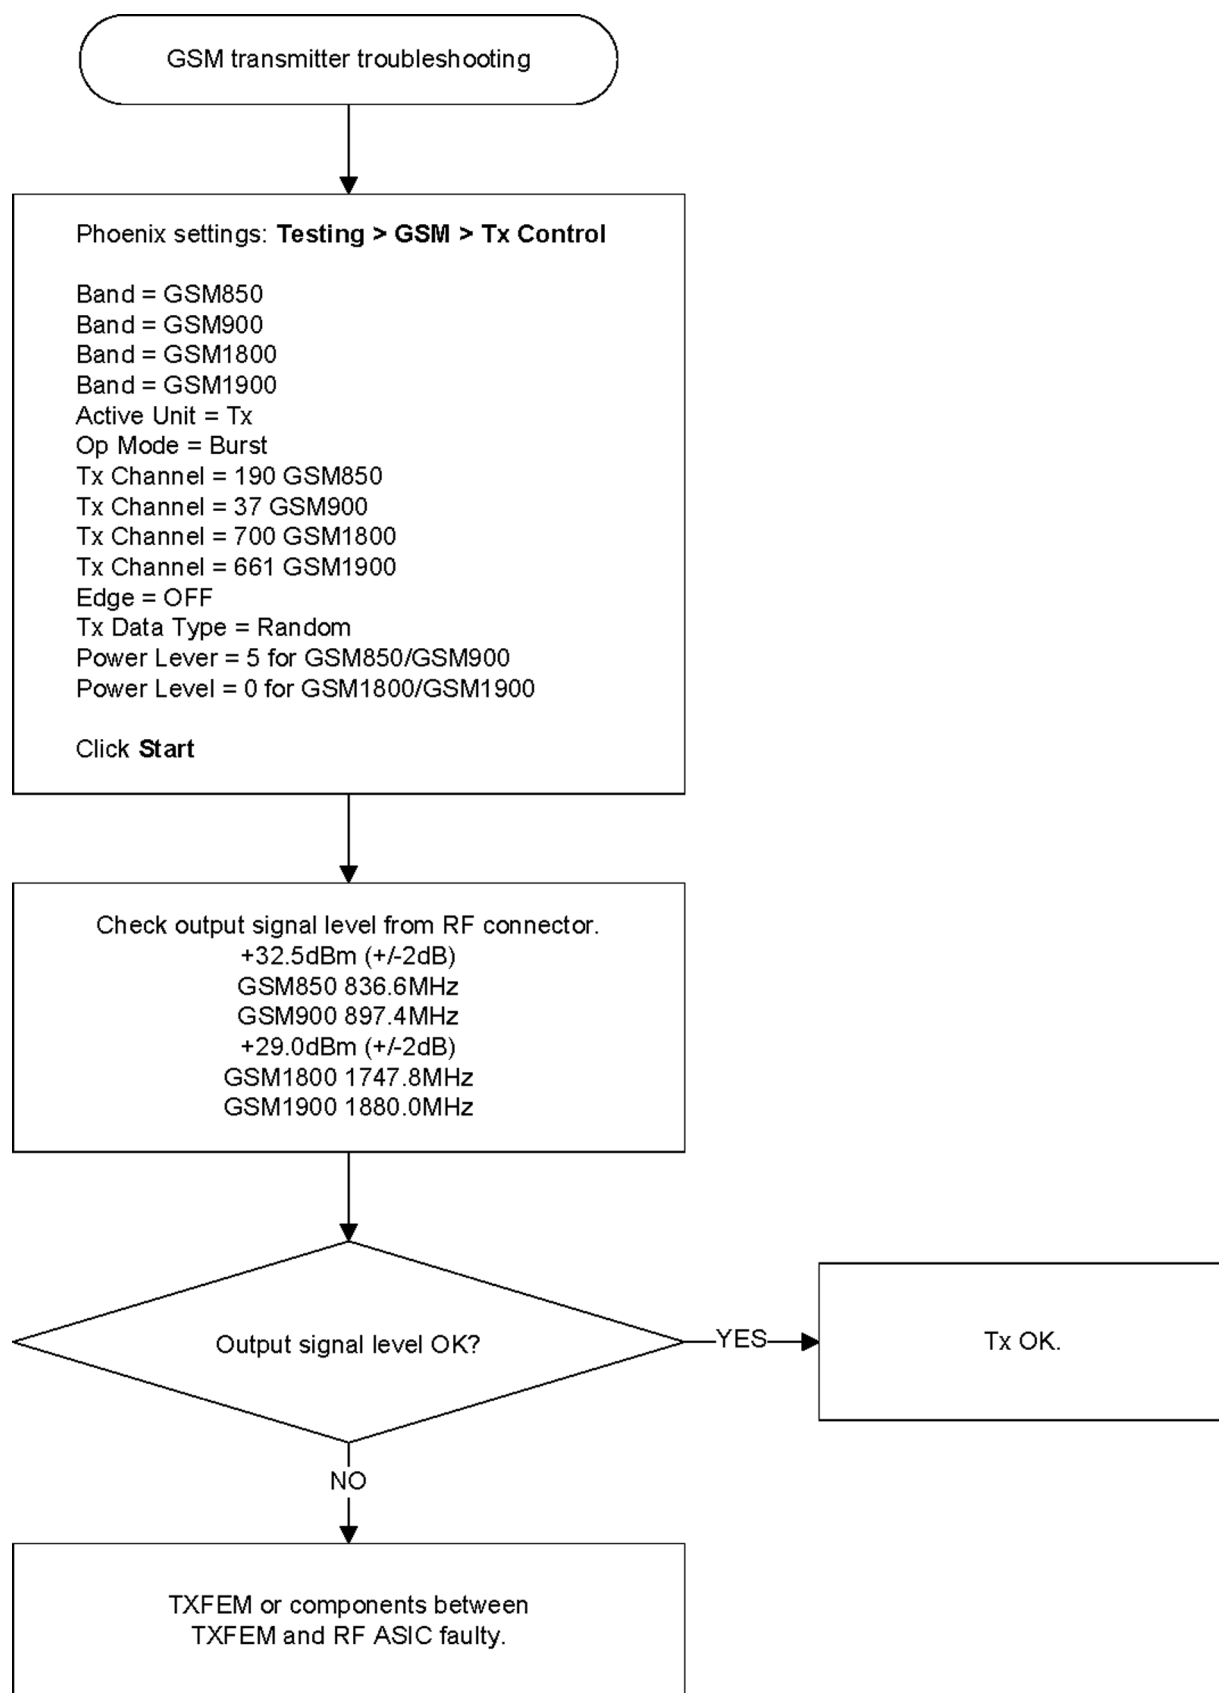 GSM transmitter troubleshooting
Phoenix settings: Testing > GSM > Tx Control
Band = GSM850
Band = GSM900
Band = GSM1800
Band = GSM1900
Active Unit = Tx
Op Mode = Burst
Tx Channel = 190 GSM850
Tx Channel = 37 GSM900
Tx Channel = 700 GSM1800
Tx Channel = 661 GSM1900
Edge = OFF
Tx Data Type = Random
Power Lever = 5 for GSM850/GSM900
Power Level = 0 for GSM1800/GSM1900
Click Start
Check output signal level from RF connector.
+32.5dBm (+/-2dB)
GSM850 836.6MHz
GSM900 897.4MHz
+29.0dBm (+/-2dB)
GSM1800 1747.8MHz
GSM1900 1880.0MHz
Output signal level OK?
YES
Tx OK.
NO
TXFEM or components between
TXFEM and RF ASIC faulty.